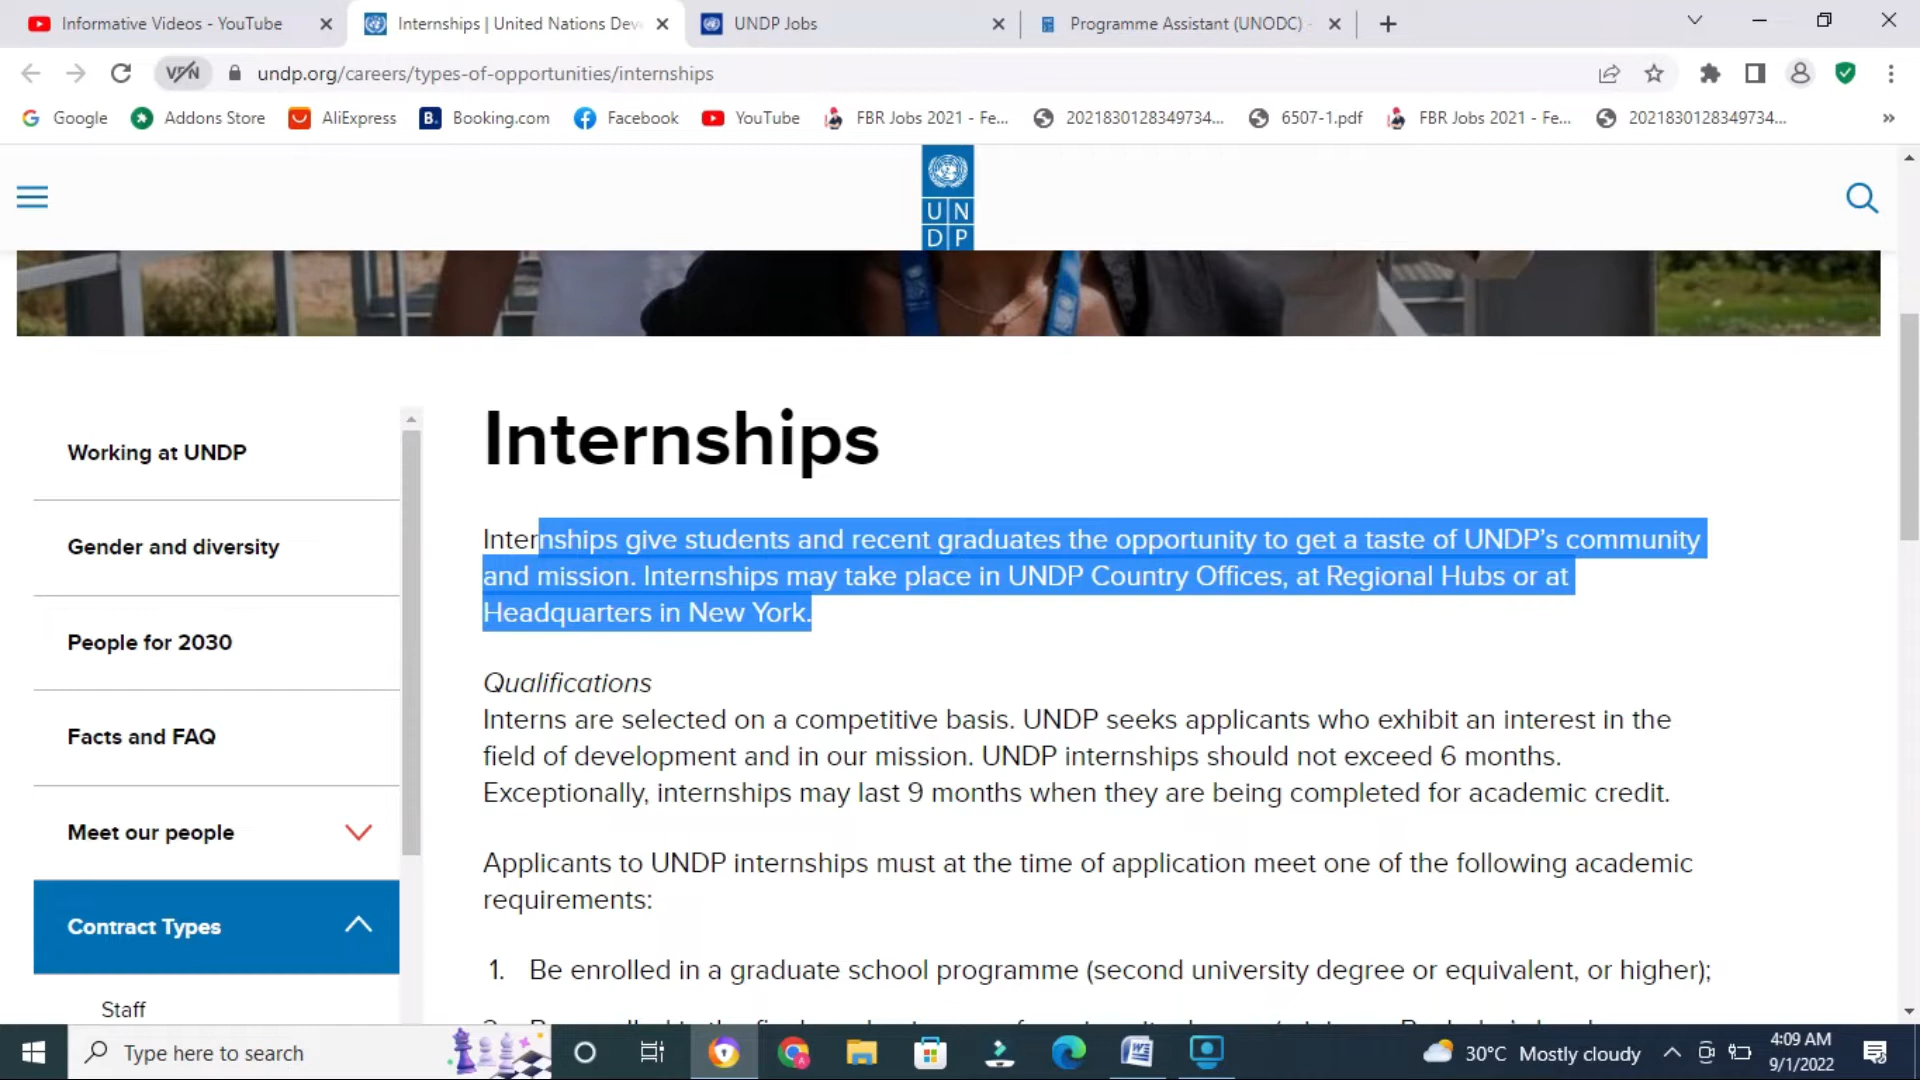 Informative Videos - YouTube
Internships | United Nations Dev
UNDP Jobs
Programme Assistant (UNODC) -
VPN
undp.org/careers/types-of-opportunities/internships
Google
Addons Store
AliExpress
B.
Booking.com
Facebook
YouTube
FBR Jobs 2021 - Fe...
2021830128349734...
6507-1.pdf
FBR Jobs 2021 - Fe...
2021830128349734...
»
U N
D P
Internships
Working at UNDP
Gender and diversity
People for 2030
Facts and FAQ
Meet our people
Contract Types
Staff
Internships give students and recent graduates the opportunity to get a taste of UNDP's community
and mission. Internships may take place in UNDP Country Offices, at Regional Hubs or at
Headquarters in New York.
Qualifications
Interns are selected on a competitive basis. UNDP seeks applicants who exhibit an interest in the
field of development and in our mission. UNDP internships should not exceed 6 months.
Exceptionally, internships may last 9 months when they are being completed for academic credit.
Applicants to UNDP internships must at the time of application meet one of the following academic
requirements:
1. Be enrolled in a graduate school programme (second university degree or equivalent, or higher);
Type here to search
30°C Mostly cloudy
4:09 AM
9/1/2022